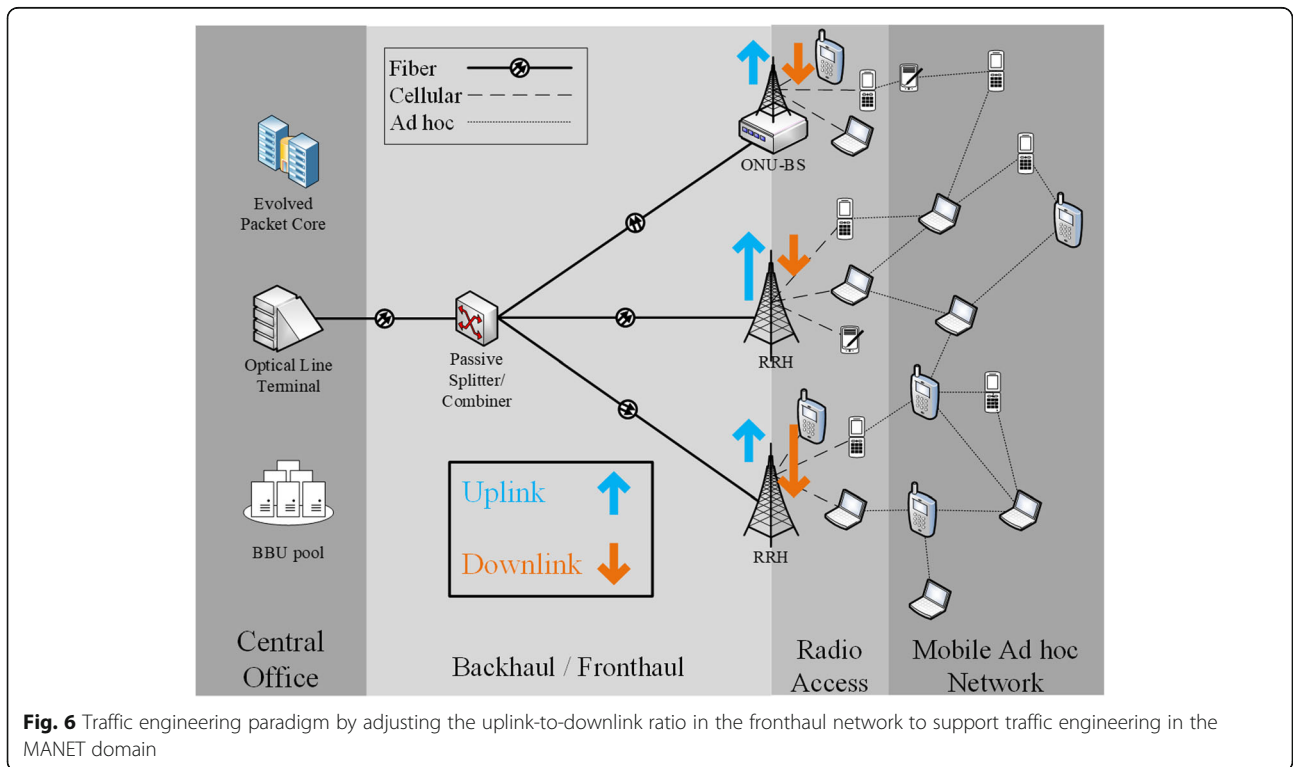 Fiber
Cellular
Ad hoc
ONU-BS
Evolved
Packet Core
Optical Line
Terminal
Passive
Splitter/
Combiner
RRH
BBU pool
Uplink
Downlink
RRH
Central
Office
Backhaul / Fronthaul
Radio
Access
Mobile Ad hoc
Network
Fig. 6 Traffic engineering paradigm by adjusting the uplink-to-downlink ratio in the fronthaul network to support traffic engineering in the
MANET domain